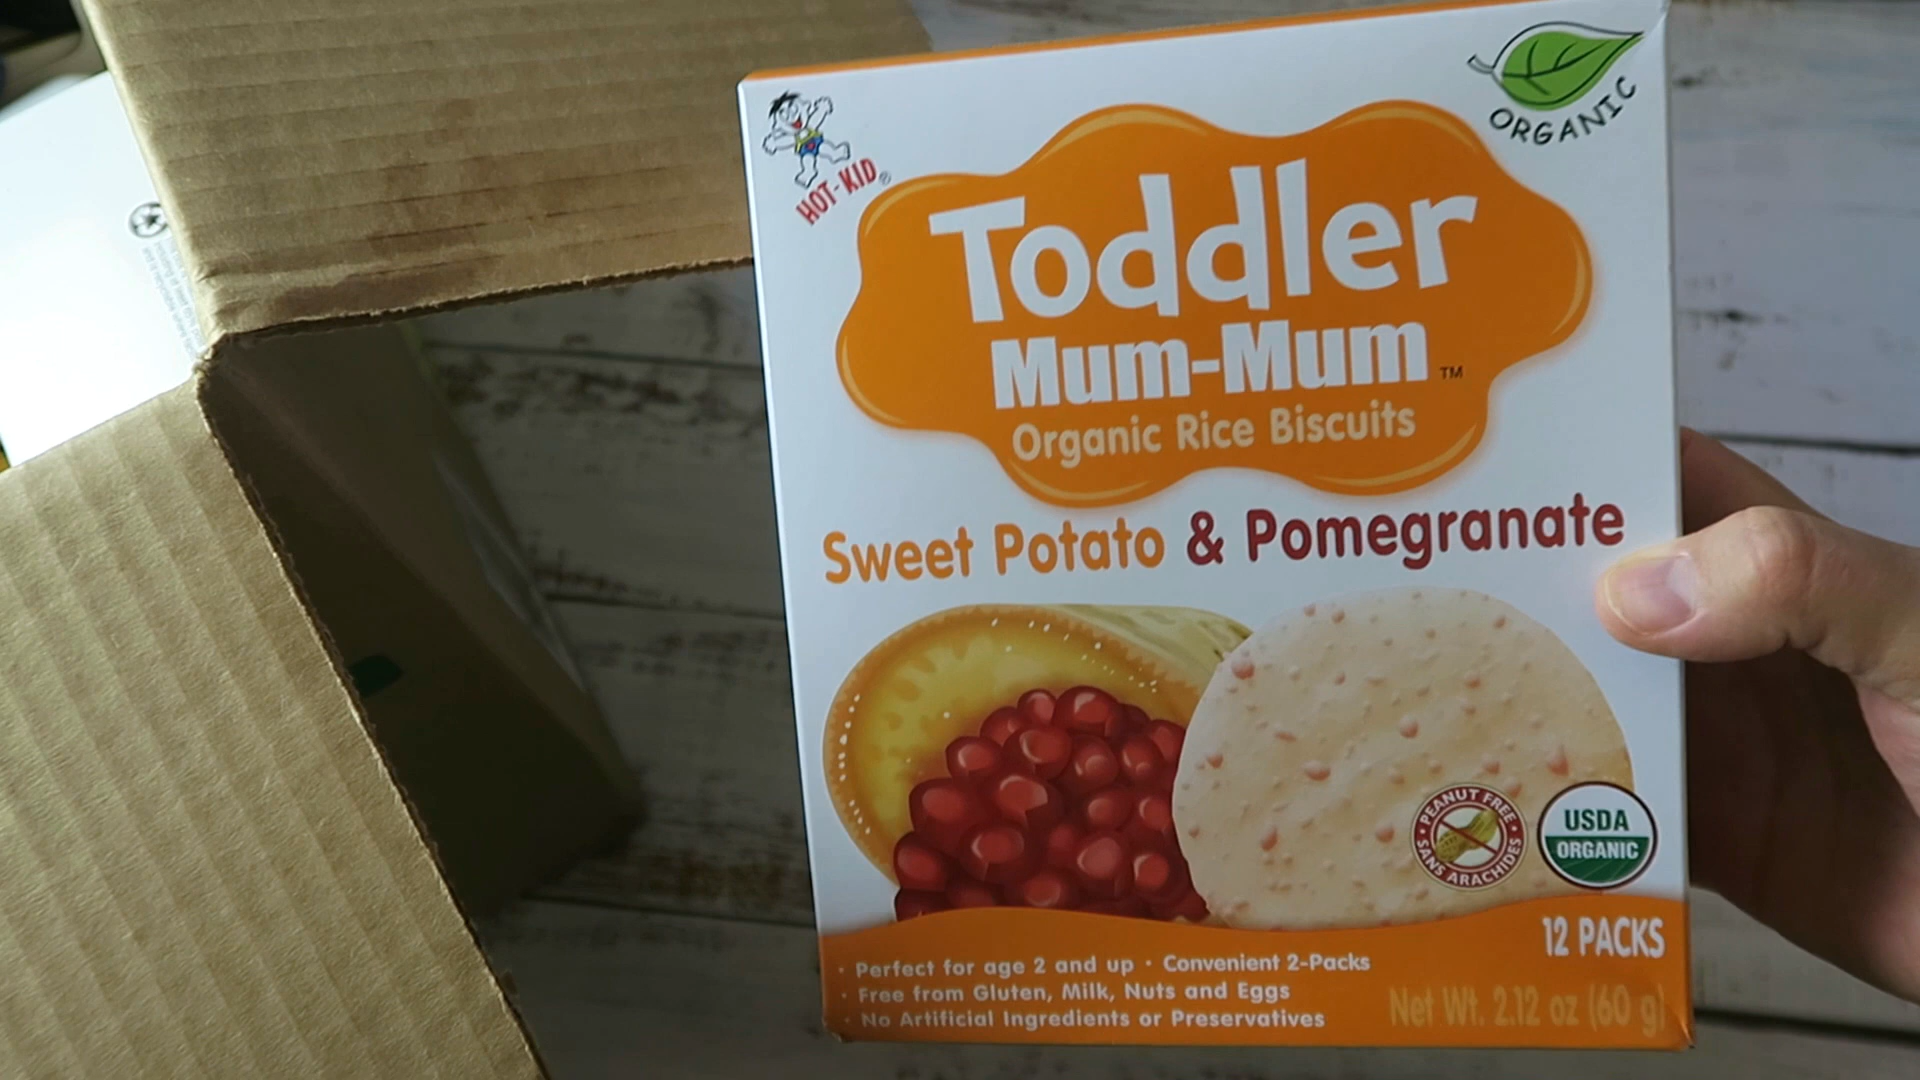 HOT-KID®
ORGANIC
Toddler
Mum-Mum™
Organic Rice Biscuits
Sweet Potato & Pomegranate
PEANUT FREE
SANS ARACHIDES
USDA
ORGANIC
12 PACKS
• Perfect for age 2 and up • Convenient 2-Packs
• Free from Gluten, Milk, Nuts and Eggs
• No Artificial Ingredients or Preservatives
Net Wt. 2.12 oz (60 g)